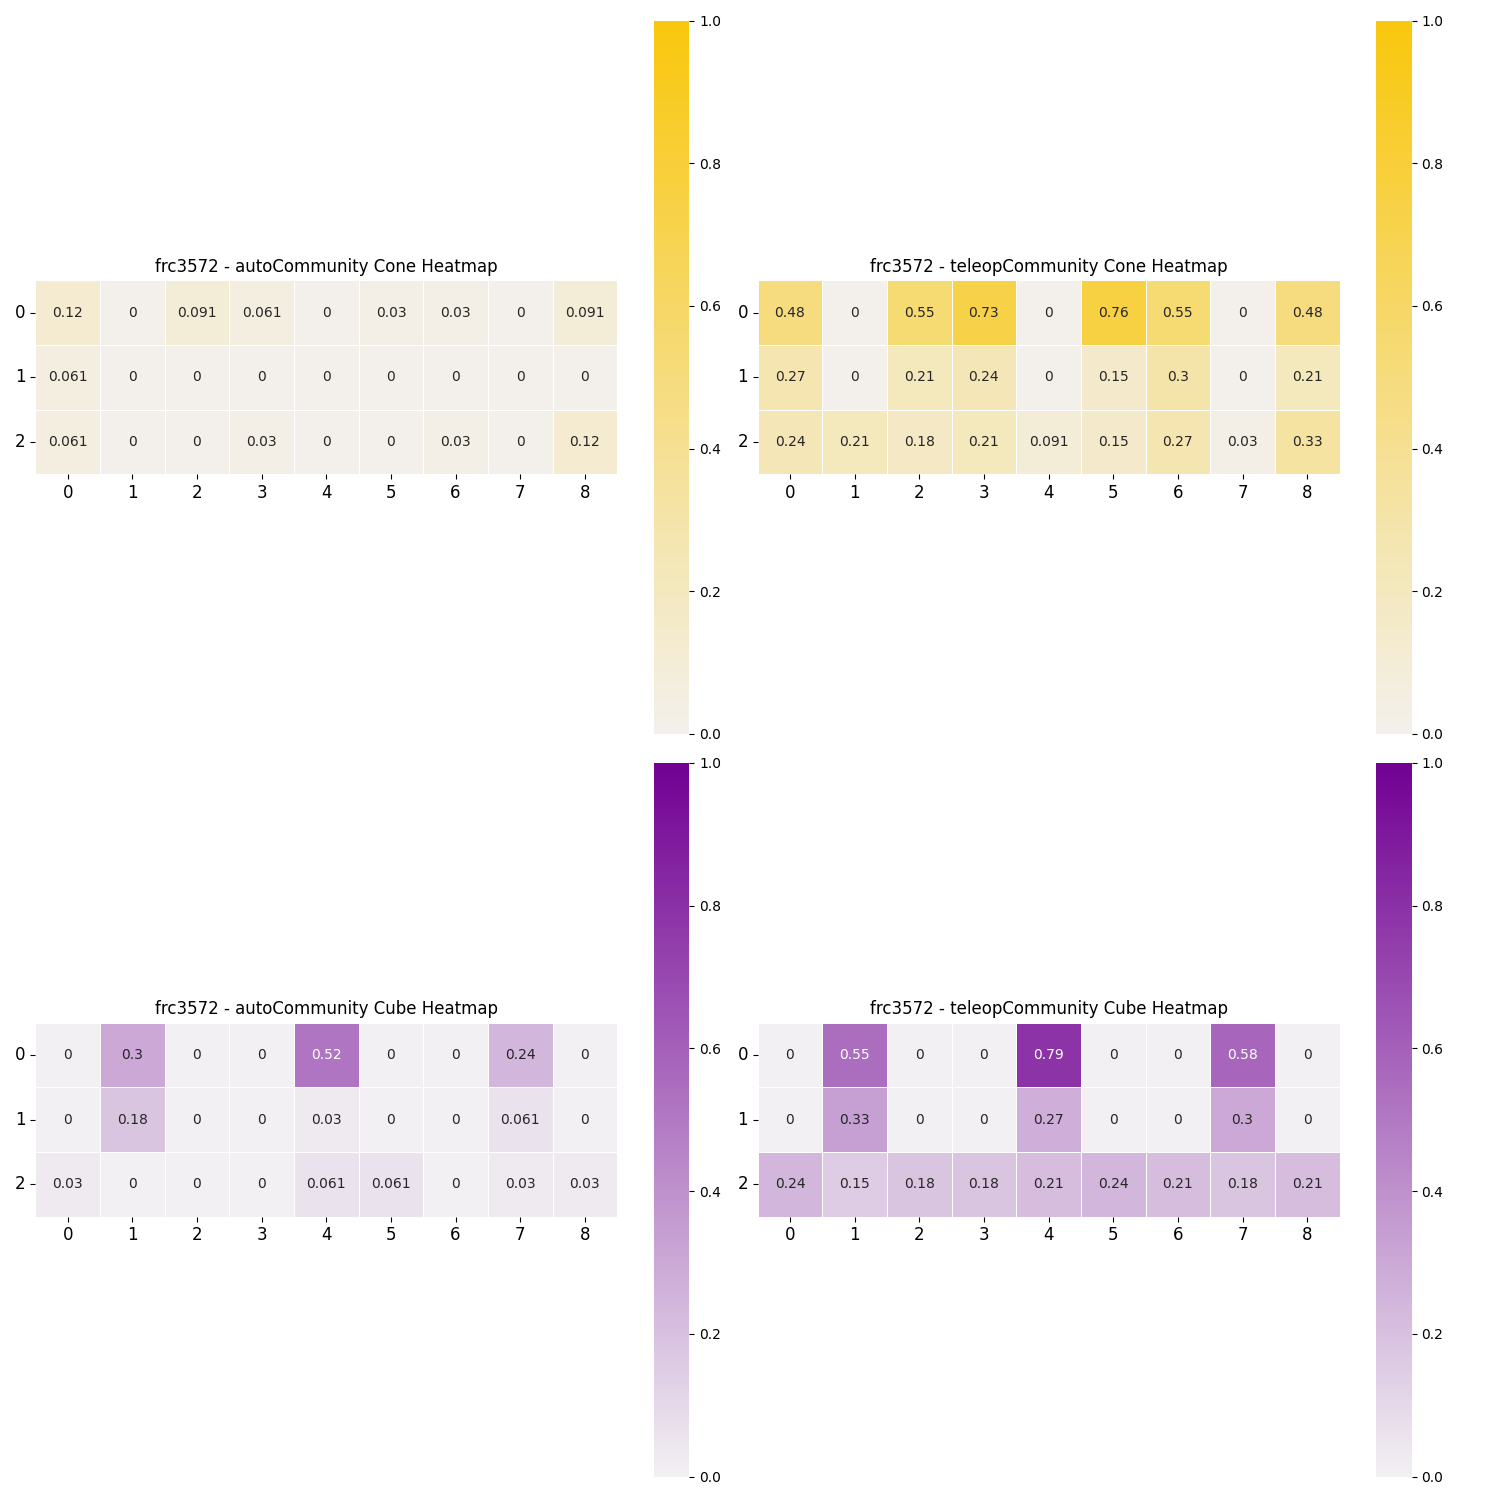 frc3572 - autoCommunity Cone Heatmap
0 0.12 0 0.091 0.061 0 0.03 0.03 0 0.091
1 0.061 0 0 0 0 0 0 0 0
2 0.061 0 0 0.03 0 0 0.03 0 0.12
0 1 2 3 4 5 6 7 8
1.0
0.8
0.6
0.4
0.2
0.0
frc3572 - teleopCommunity Cone Heatmap
0 0.48 0 0.55 0.73 0 0.76 0.55 0 0.48
1 0.27 0 0.21 0.24 0 0.15 0.3 0 0.21
2 0.24 0.21 0.18 0.21 0.091 0.15 0.27 0.03 0.33
0 1 2 3 4 5 6 7 8
1.0
0.8
0.6
0.4
0.2
0.0
frc3572 - autoCommunity Cube Heatmap
0 0 0.3 0 0 0.52 0 0 0.24 0
1 0 0.18 0 0 0.03 0 0 0.061 0
2 0.03 0 0 0 0.061 0.061 0 0.03 0.03
0 1 2 3 4 5 6 7 8
1.0
0.8
0.6
0.4
0.2
0.0
frc3572 - teleopCommunity Cube Heatmap
0 0 0.55 0 0 0.79 0 0 0.58 0
1 0 0.33 0 0 0.27 0 0 0.3 0
2 0.24 0.15 0.18 0.18 0.21 0.24 0.21 0.18 0.21
0 1 2 3 4 5 6 7 8
1.0
0.8
0.6
0.4
0.2
0.0